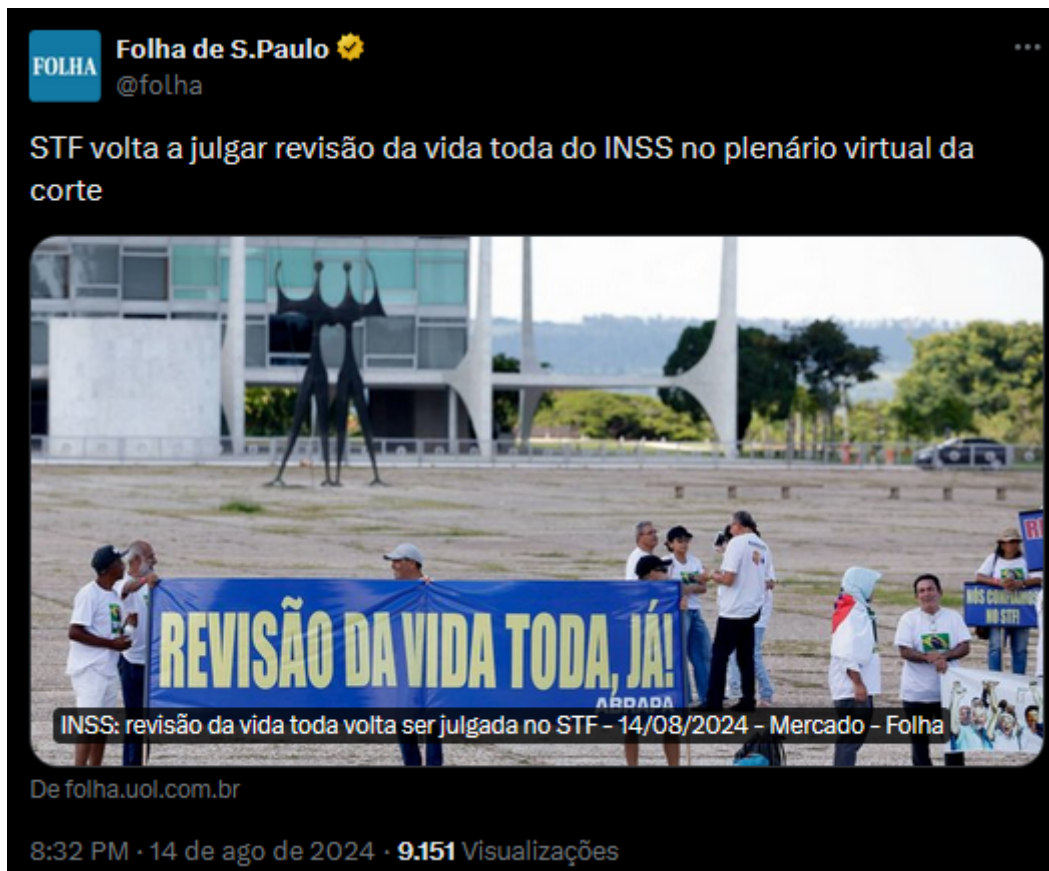 FOLHA
Folha de S.Paulo
@folha
STF volta a julgar revisão da vida toda do INSS no plenário virtual da
corte
REVISÃO DA VIDA TODA, JÁ!
ABRAPA
NÓS CONFIAMOS
NO STF!
INSS: revisão da vida toda volta ser julgada no STF - 14/08/2024 - Mercado - Folha
De folha.uol.com.br
8:32 PM · 14 de ago de 2024 · 9.151 Visualizações